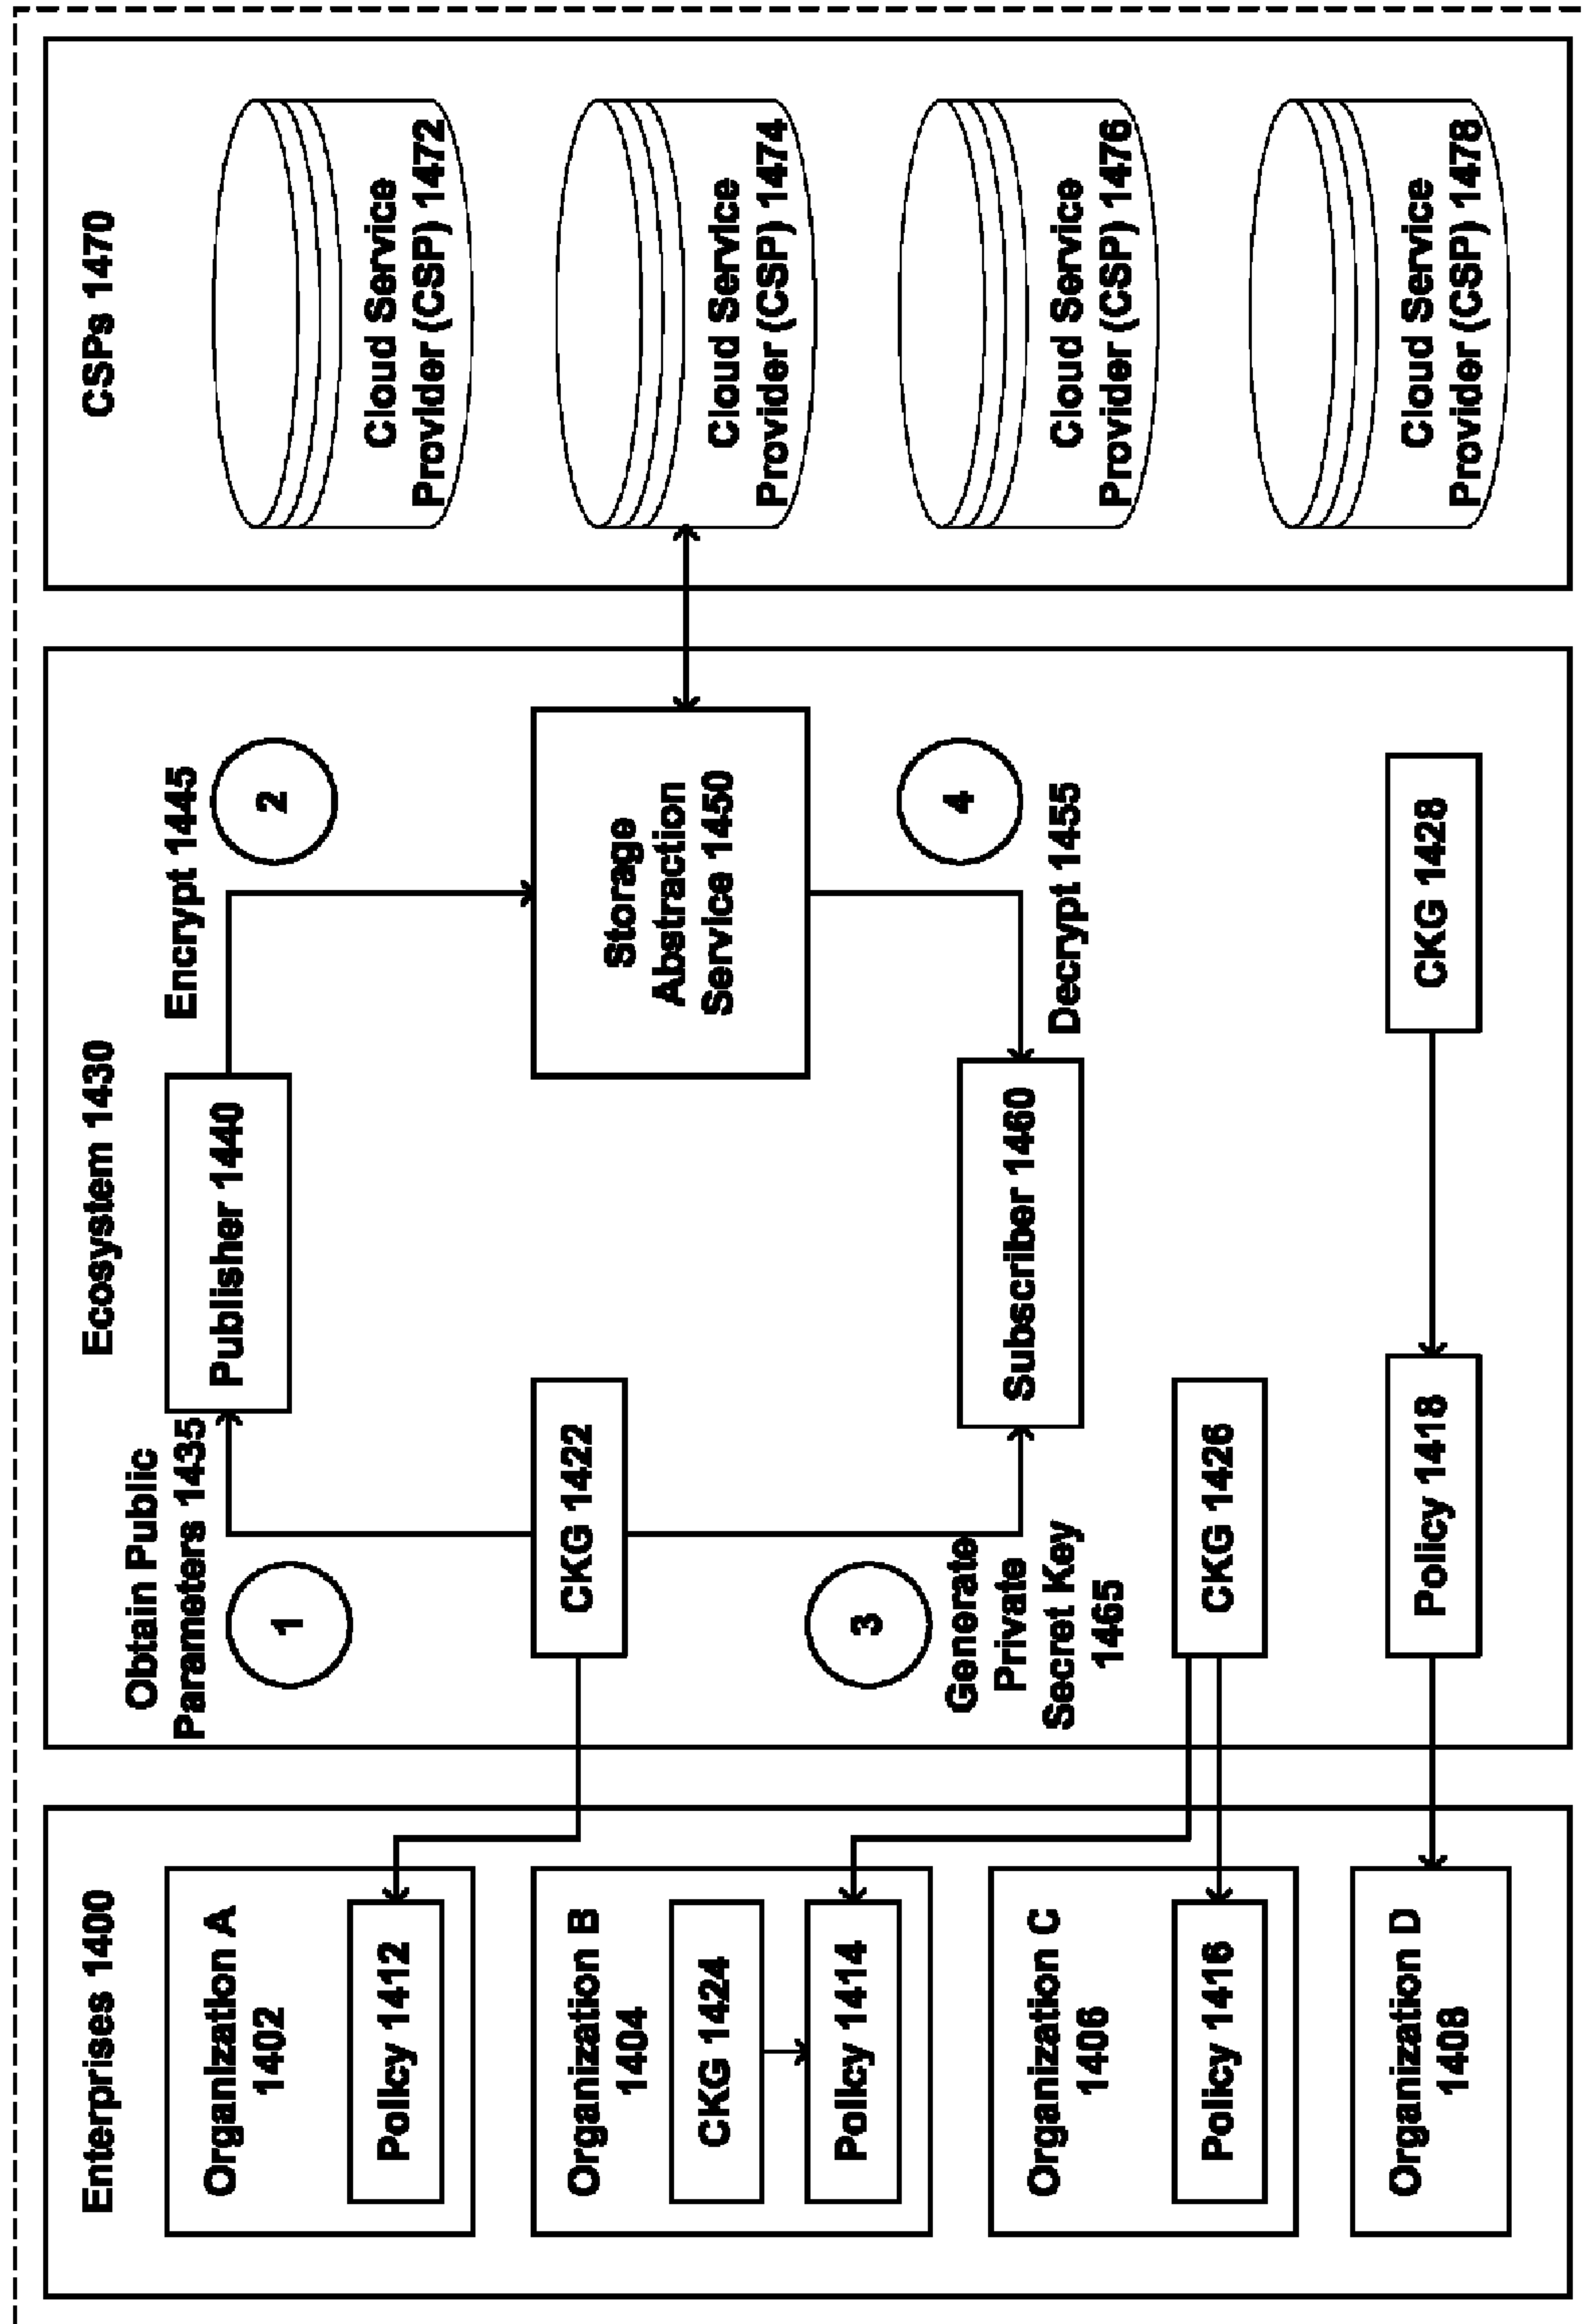 Enterprises 1400
Organization A
1402
Policy 1412
Organization B
1404
CKG 1424
Policy 1414
Organization C
1406
Policy 1416
Organization D
1408
Ecosystem 1430
Obtain Public
Parameters 1435
1
Publisher 1440
Encrypt 1445
2
CKG 1422
Storage
Abstraction
Service 1450
3
Generate
Private
Secret Key
1465
Subscriber 1460
4
Decrypt 1455
CKG 1426
Policy 1418
CKG 1428
CSPs 1470
Cloud Service
Provider (CSP) 1472
Cloud Service
Provider (CSP) 1474
Cloud Service
Provider (CSP) 1476
Cloud Service
Provider (CSP) 1478